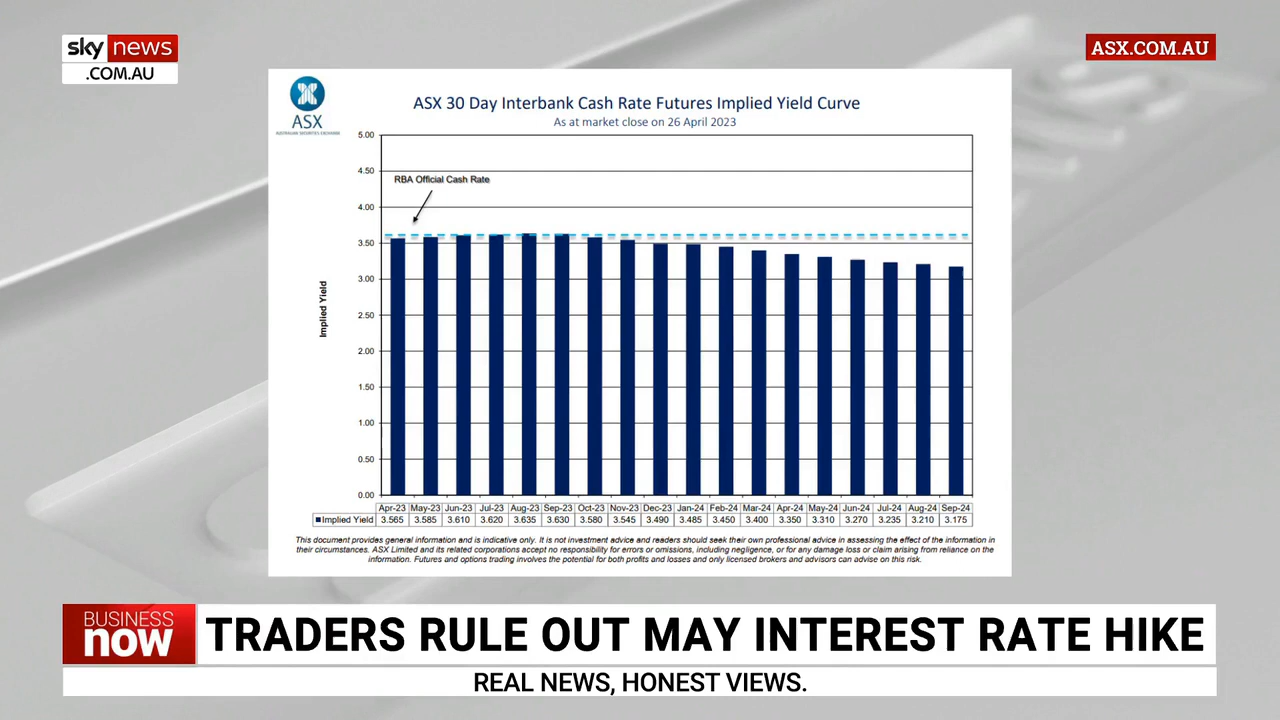 sky news
.COM.AU
ASX.COM.AU
ASX
AUSTRALIAN SECURITIES EXCHANGE
ASX 30 Day Interbank Cash Rate Futures Implied Yield Curve
As at market close on 26 April 2023
5.00
4.50
RBA Official Cash Rate
4.00
3.50
3.00
Implied Yield
2.50
2.00
1.50
1.00
0.50
0.00
Apr-23 May-23 Jun-23 Jul-23 Aug-23 Sep-23 Oct-23 Nov-23 Dec-23 Jan-24 Feb-24 Mar-24 Apr-24 May-24 Jun-24 Jul-24 Aug-24 Sep-24
Implied Yield 3.565 3.585 3.610 3.620 3.635 3.630 3.580 3.545 3.490 3.485 3.450 3.400 3.350 3.310 3.270 3.235 3.210 3.175
This document provides general information and is indicative only. It is not investment advice and readers should seek their own professional advice in assessing the effect of the information in
their circumstances. ASX Limited and its related corporations accept no responsibility for errors or omissions, including negligence, or for any damage loss or claim arising from reliance on the
information. Futures and options trading involves the potential for both profits and losses and only licensed brokers and advisors can advise on this risk.
BUSINESS
now
TRADERS RULE OUT MAY INTEREST RATE HIKE
REAL NEWS, HONEST VIEWS.